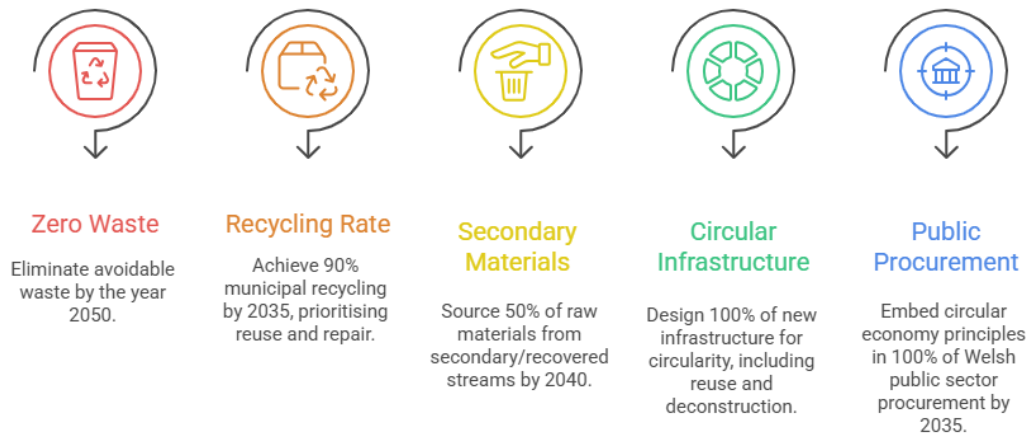 Zero Waste
Eliminate avoidable
waste by the year
2050.
Recycling Rate
Achieve 90%
municipal recycling
by 2035, prioritising
reuse and repair.
Secondary
Materials
Source 50% of raw
materials from
secondary/recovered
streams by 2040.
Circular
Infrastructure
Design 100% of new
infrastructure for
circularity, including
reuse and
deconstruction.
Public
Procurement
Embed circular
economy principles
in 100% of Welsh
public sector
procurement by
2035.